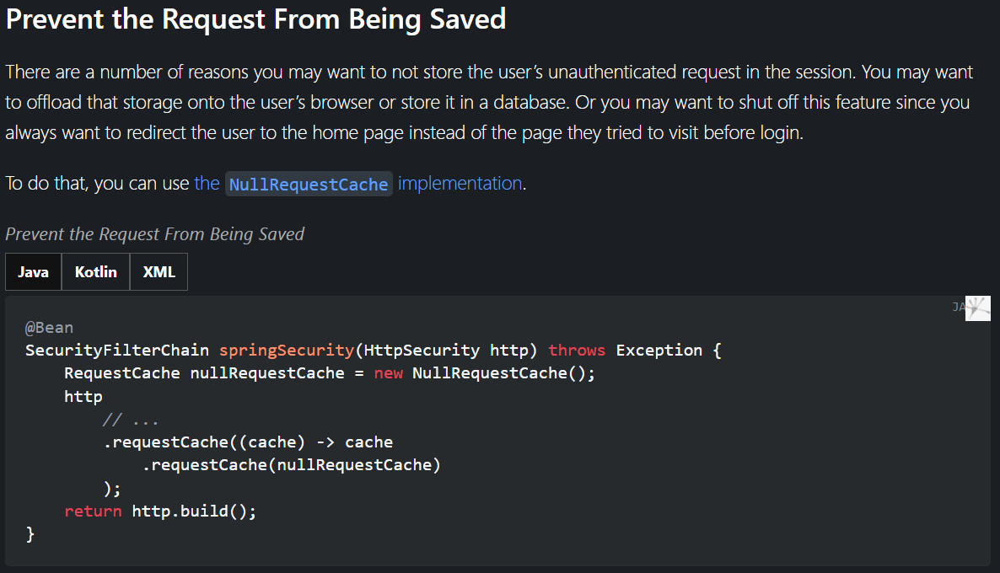 Prevent the Request From Being Saved
There are a number of reasons you may want to not store the user’s unauthenticated request in the session. You may want
to offload that storage onto the user’s browser or store it in a database. Or you may want to shut off this feature since you
always want to redirect the user to the home page instead of the page they tried to visit before login.
To do that, you can use the NullRequestCache implementation.
Prevent the Request From Being Saved
Java Kotlin XML
@Bean
SecurityFilterChain springSecurity(HttpSecurity http) throws Exception {
    RequestCache nullRequestCache = new NullRequestCache();
    http
        // ...
        .requestCache((cache) -> cache
            .requestCache(nullRequestCache)
        );
    return http.build();
}